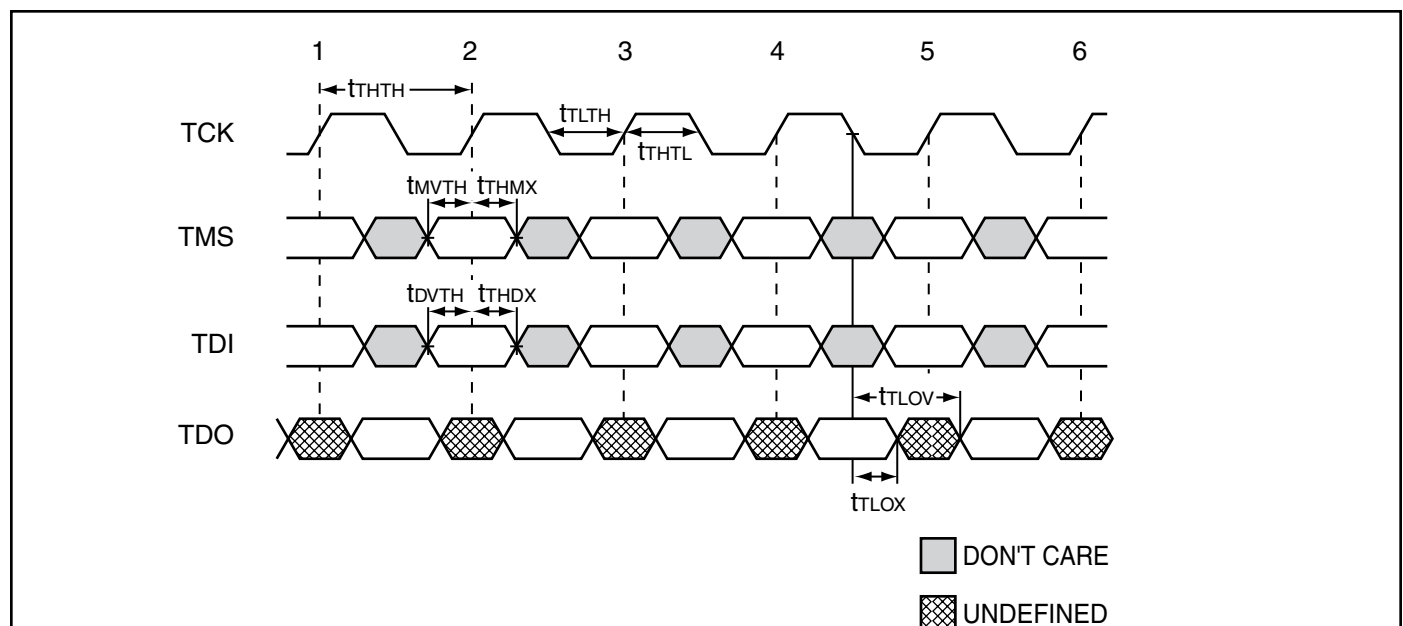 1 2 3 4 5 6
tTHTH
TCK
tTLTH
tTHTL
tMVTH tTHMX
TMS
tDVTH tTHDX
TDI
tTLOV
TDO
tTLOX
DON'T CARE
UNDEFINED